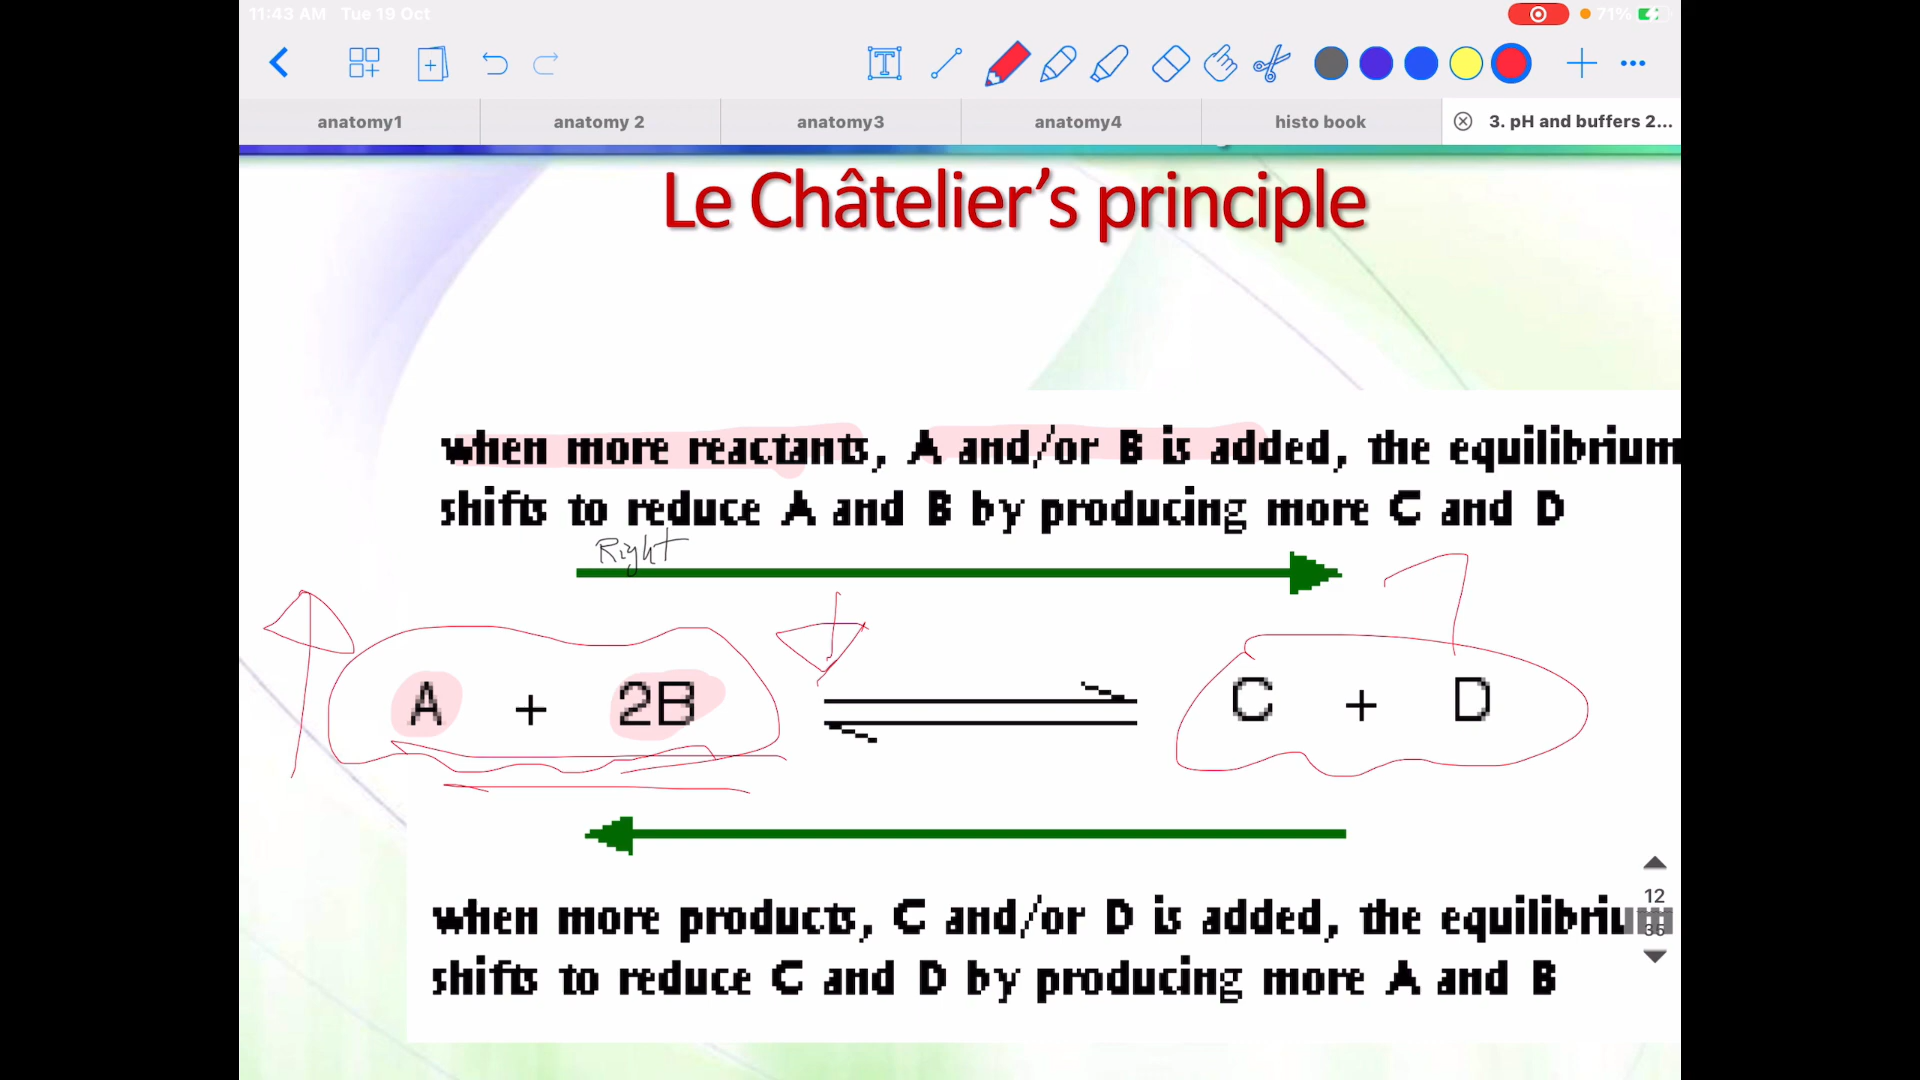 11:43 AM Tue 19 Oct
71%
anatomy1
anatomy 2
anatomy3
anatomy4
histo book
3. pH and buffers 2...
Le Châtelier's principle
when more reactants, A and/or B is added, the equilibrium
shifts to reduce A and B by producing more C and D
Right
A + 2B ⇌ C + D
12
36
when more products, C and/or D is added, the equilibrium
shifts to reduce C and D by producing more A and B